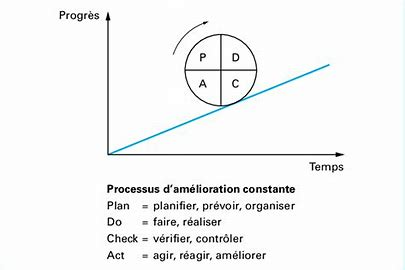 Progrès
P D
A C
Temps
Processus d'amélioration constante
Plan = planifier, prévoir, organiser
Do = faire, réaliser
Check = vérifier, contrôler
Act = agir, réagir, améliorer